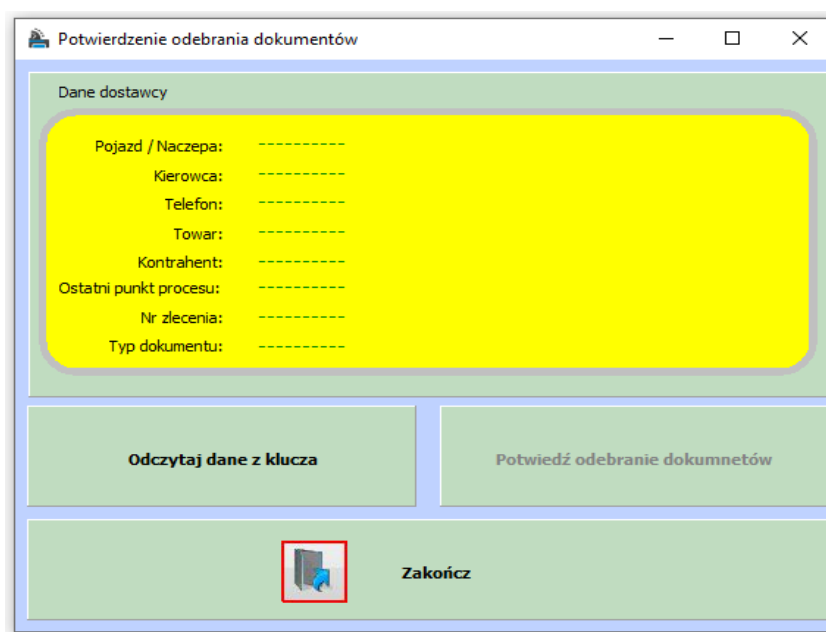 Potwierdzenie odebrania dokumentów
Dane dostawcy
Pojazd / Naczepa: ----------
Kierowca: ----------
Telefon: ----------
Towar: ----------
Kontrahent: ----------
Ostatni punkt procesu: ----------
Nr zlecenia: ----------
Typ dokumentu: ----------
Odczytaj dane z klucza
Potwiedź odebranie dokumnetów
Zakończ